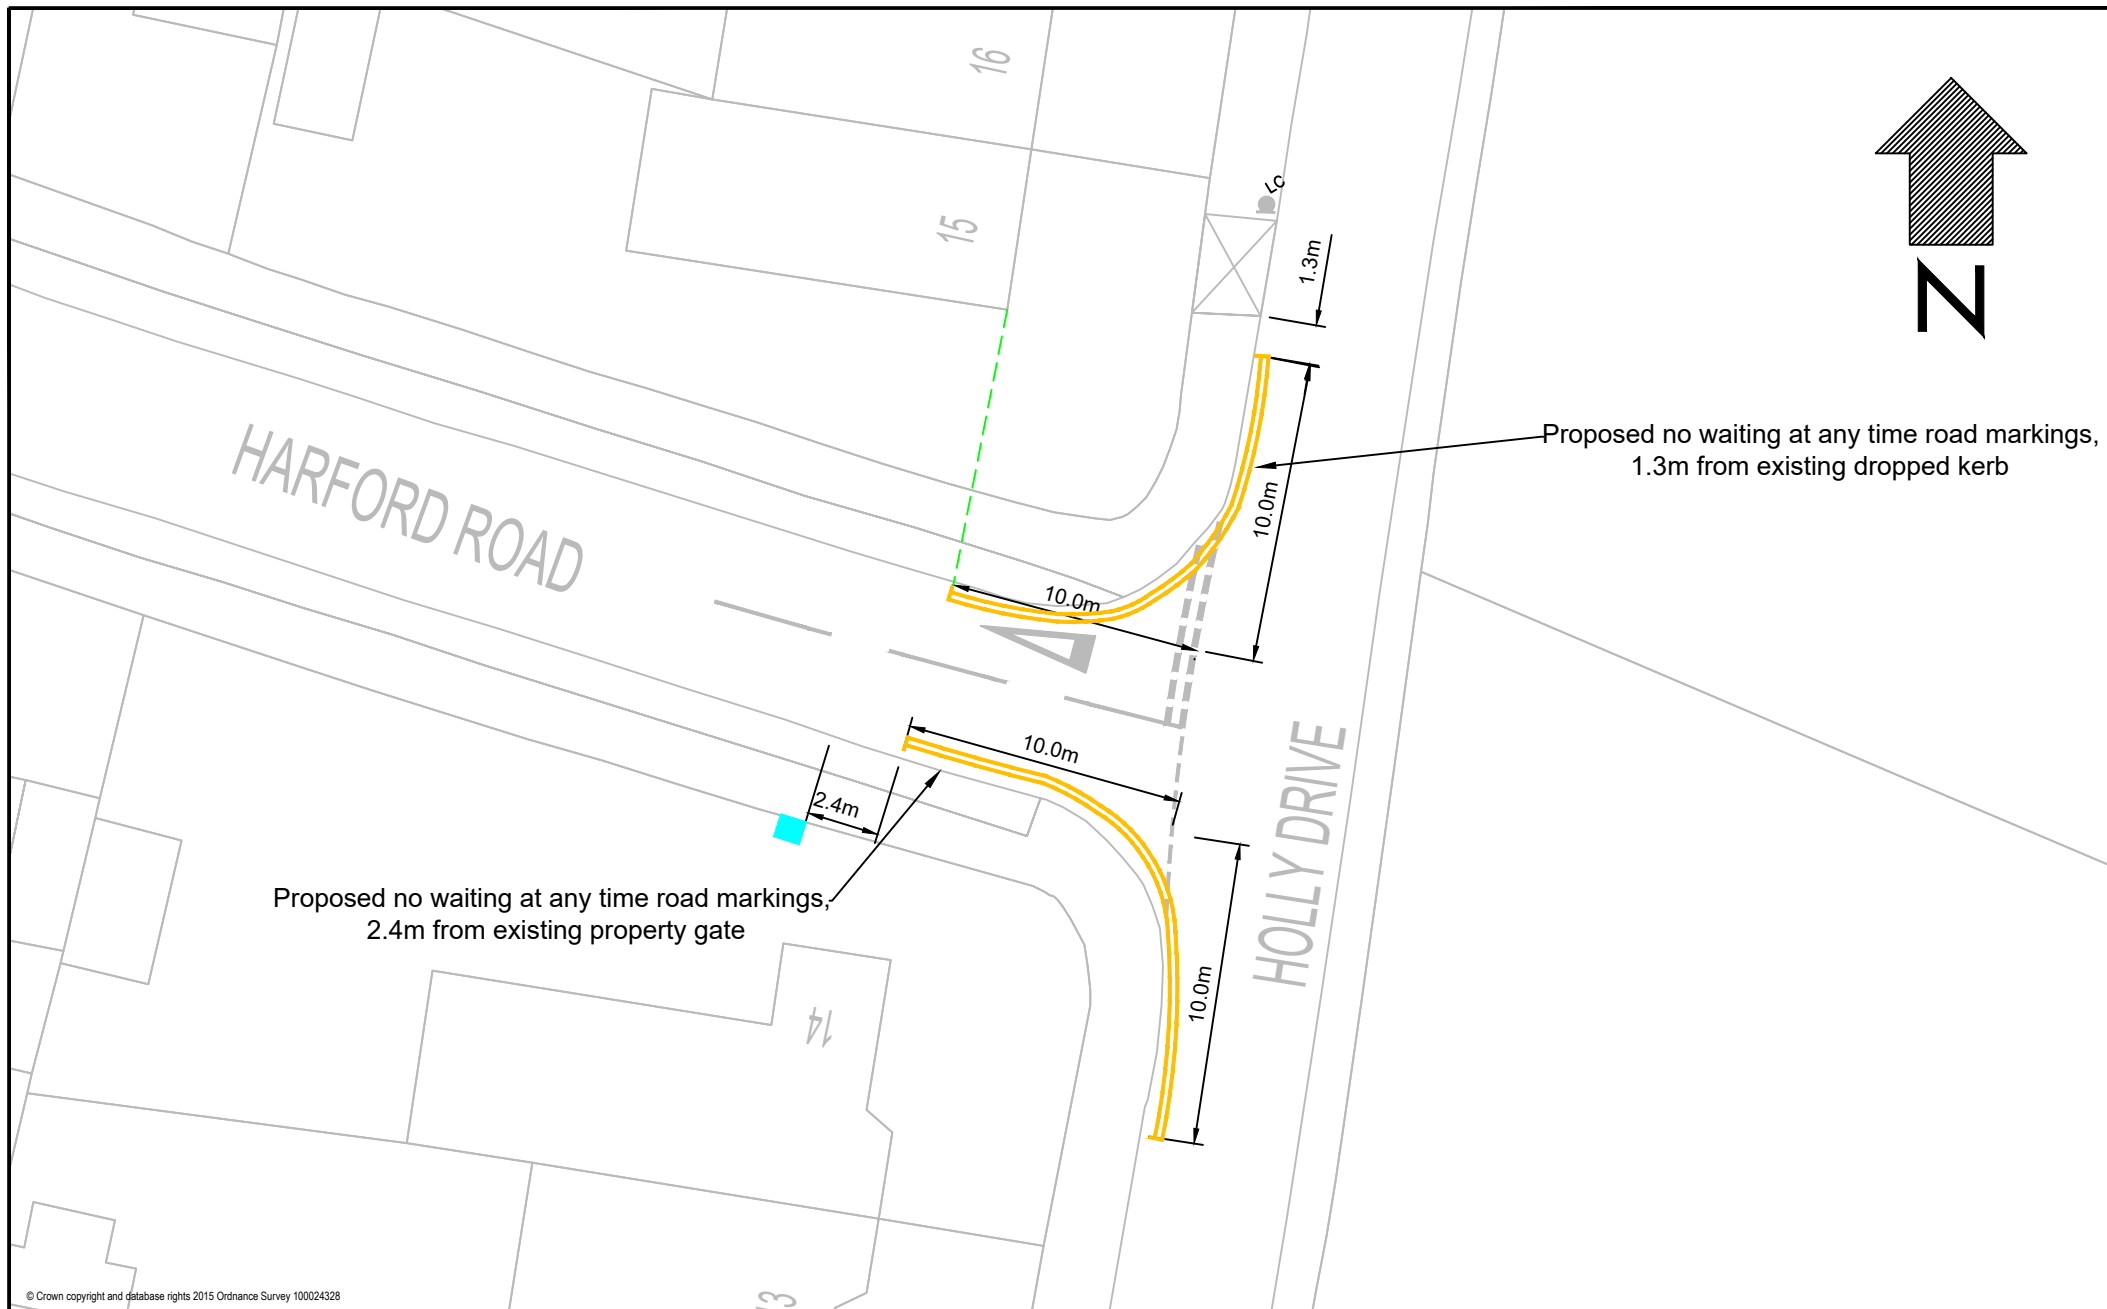 16
15
LC
1.3m
N
Proposed no waiting at any time road markings,
1.3m from existing dropped kerb
HARFORD ROAD
10.0m
10.0m
10.0m
2.4m
HOLLY DRIVE
Proposed no waiting at any time road markings,
2.4m from existing property gate
10.0m
14
© Crown copyright and database rights 2015 Ordnance Survey 100024328